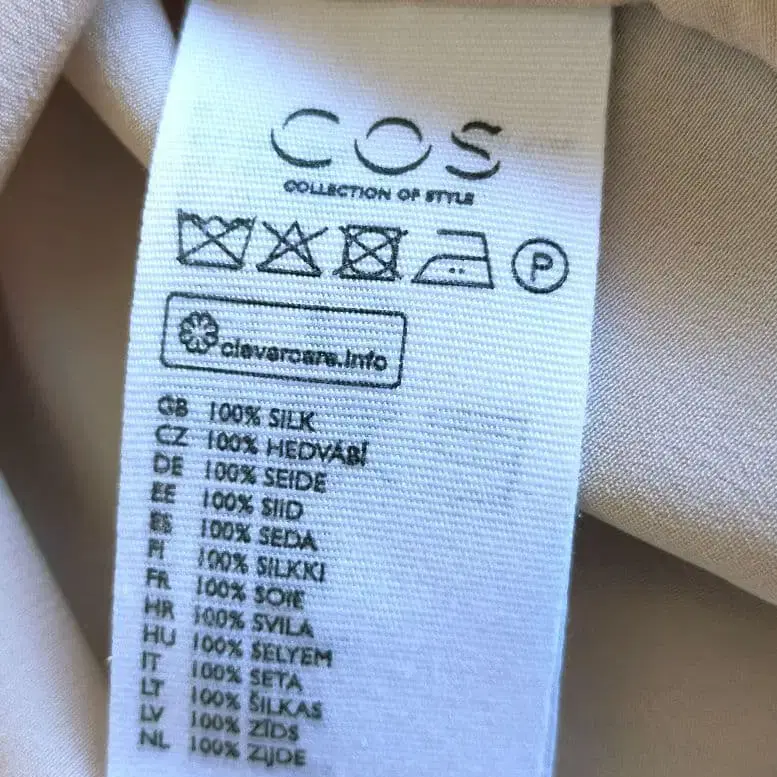 COS
COLLECTION OF STYLE
P
clevercare.info
GB 100% SILK
CZ 100% HEDVÁBÍ
DE 100% SEIDE
EE 100% SIID
ES 100% SEDA
FI 100% SILKKI
FR 100% SOIE
HR 100% SVILA
HU 100% SELYEM
IT 100% SETA
LT 100% ŠILKAS
LV 100% ZĪDS
NL 100% ZIJDE